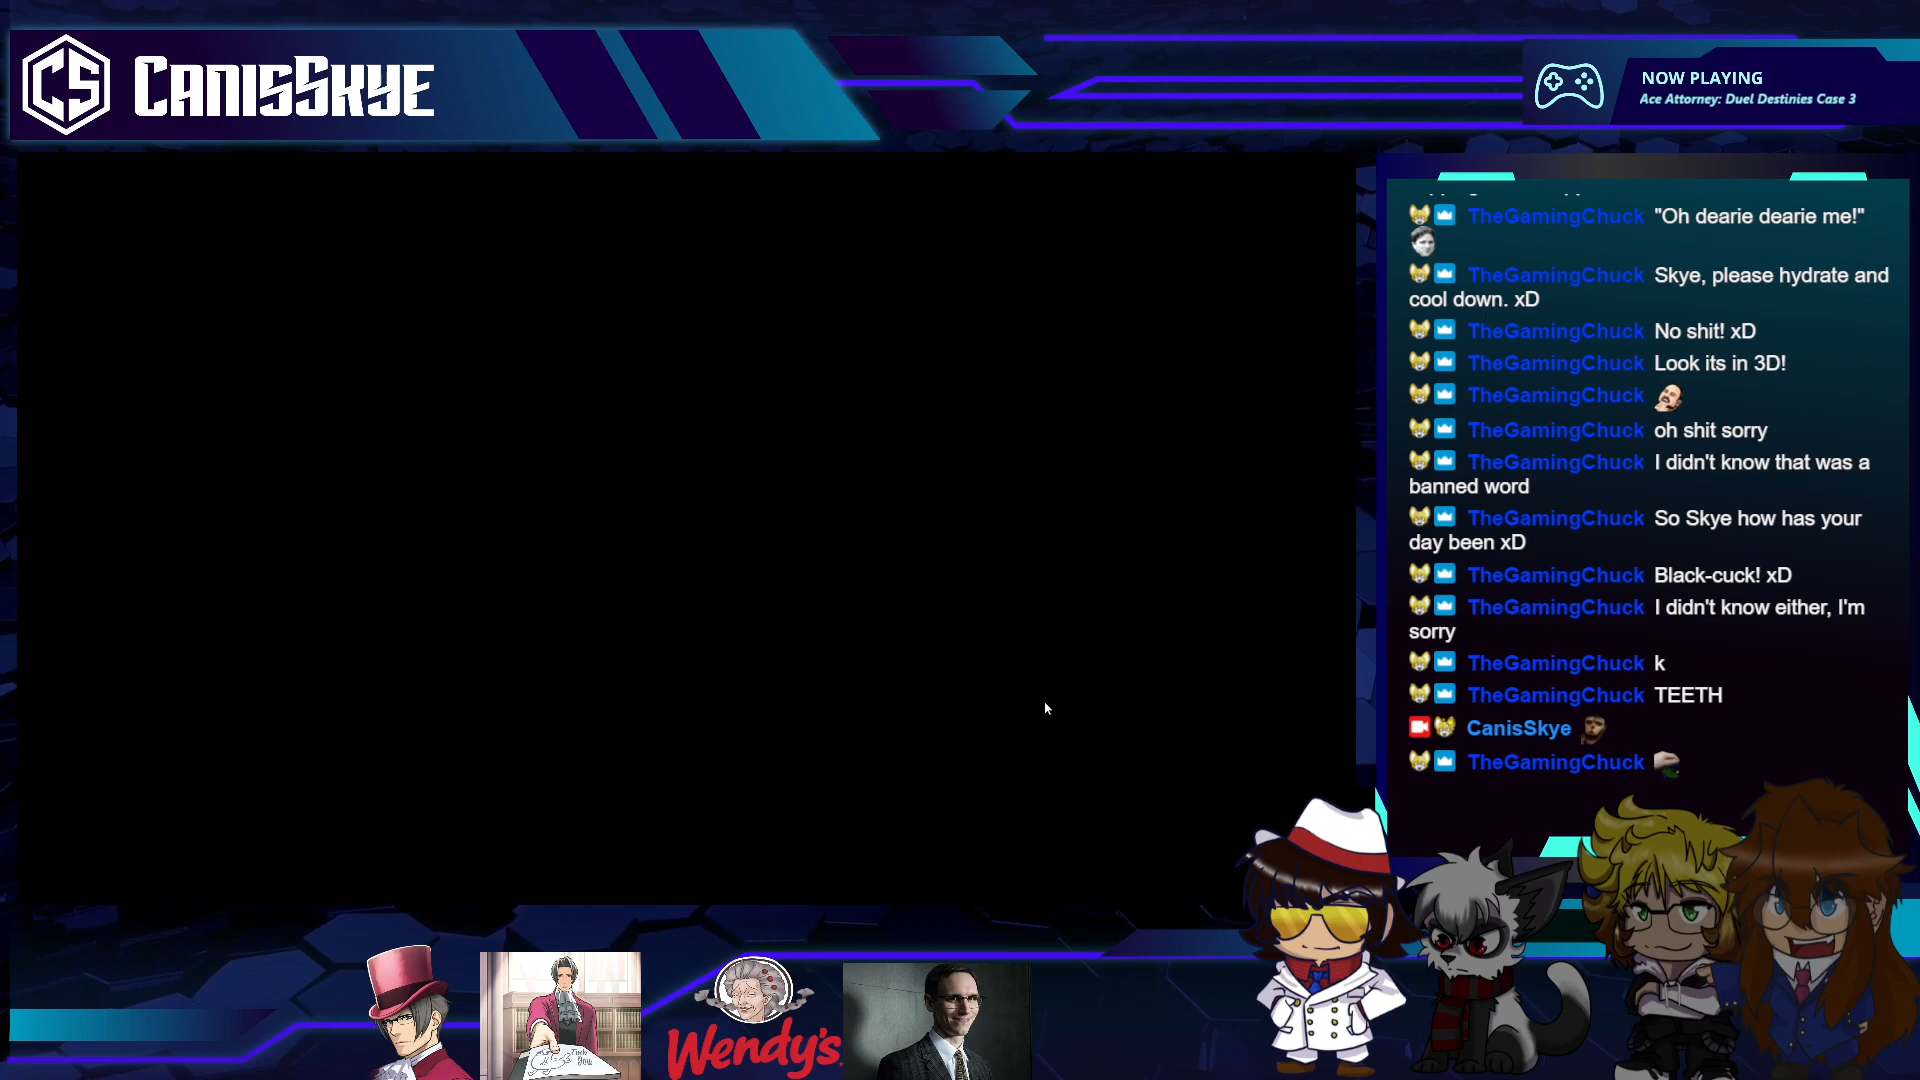 CS CanisSkye
NOW PLAYING
Ace Attorney: Duel Destinies Case 3
TheGamingChuck "Oh dearie dearie me!"
TheGamingChuck Skye, please hydrate and
cool down. xD
TheGamingChuck No shit! xD
TheGamingChuck Look its in 3D!
TheGamingChuck
TheGamingChuck oh shit sorry
TheGamingChuck I didn't know that was a
banned word
TheGamingChuck So Skye how has your
day been xD
TheGamingChuck Black-cuck! xD
TheGamingChuck I didn't know either, I'm
sorry
TheGamingChuck k
TheGamingChuck TEETH
CanisSkye
TheGamingChuck
Wendy's